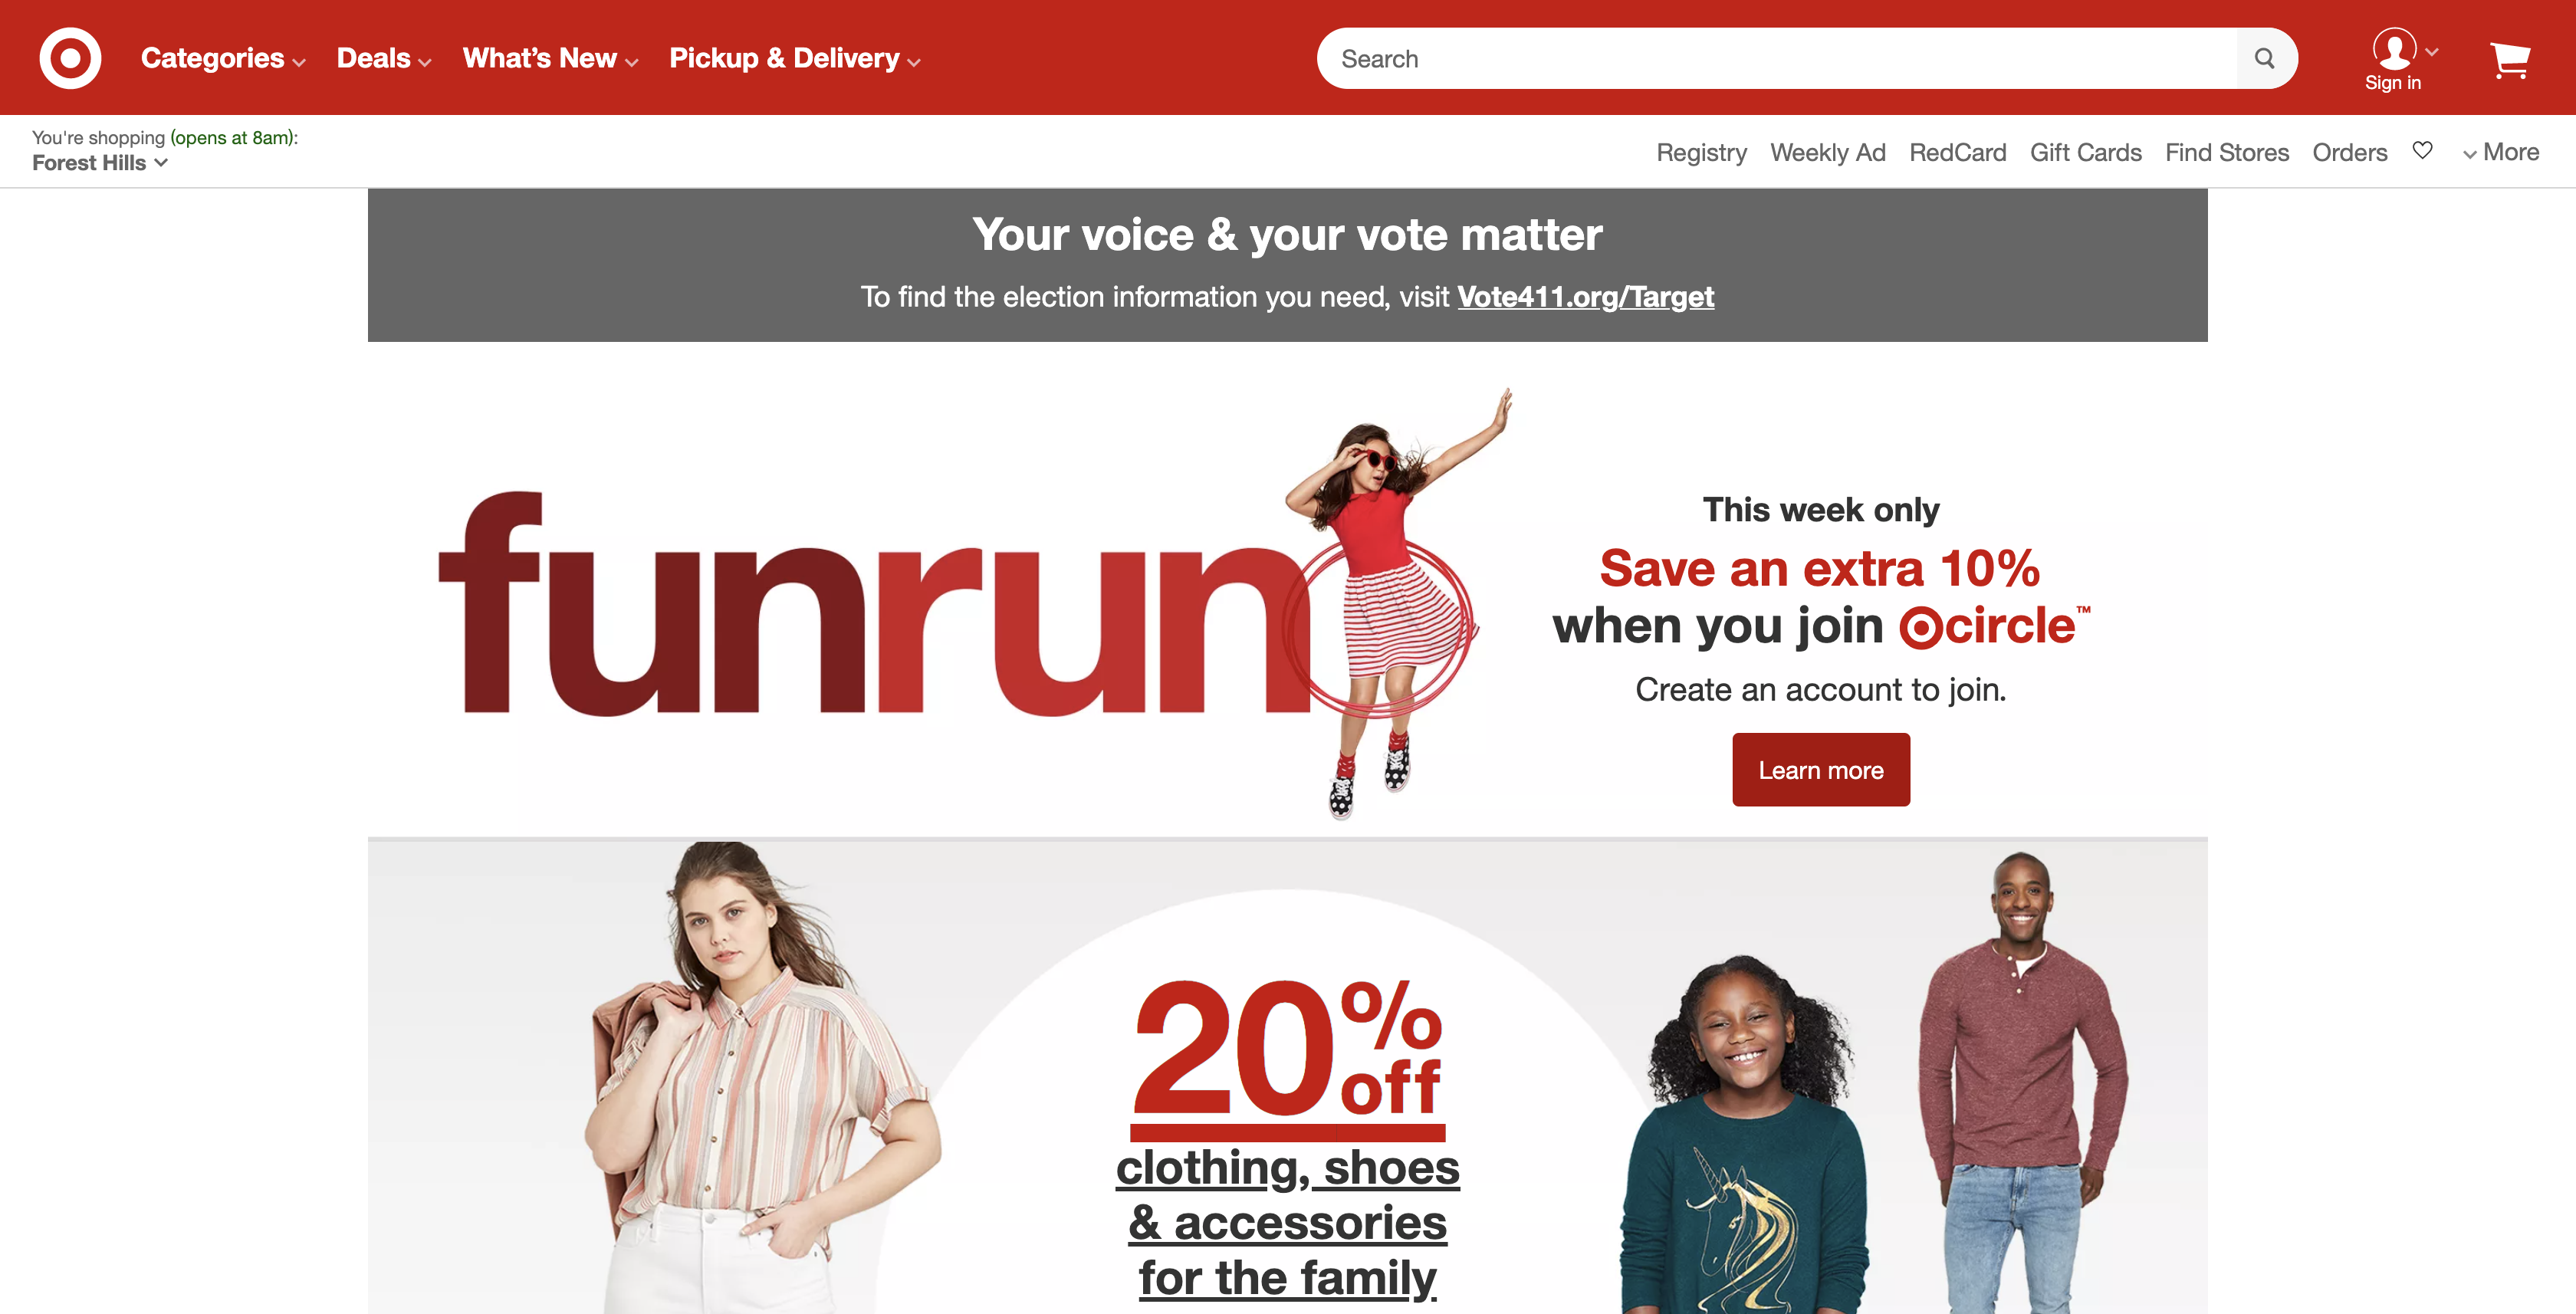 Categories
Deals
What's New
Pickup & Delivery
Search
Sign in
You're shopping (opens at 8am):
Forest Hills
Registry
Weekly Ad
RedCard
Gift Cards
Find Stores
Orders
More
Your voice & your vote matter
To find the election information you need, visit Vote411.org/Target
funrun
This week only
Save an extra 10%
when you join circle™
Create an account to join.
Learn more
20% off
clothing, shoes
& accessories
for the family